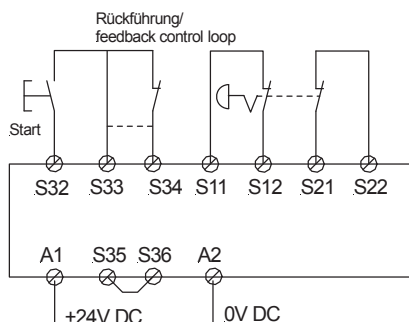 Rückführung/
feedback control loop
Start
S32 S33 S34 S11 S12 S21 S22
A1 S35 S36 A2
+24V DC 0V DC